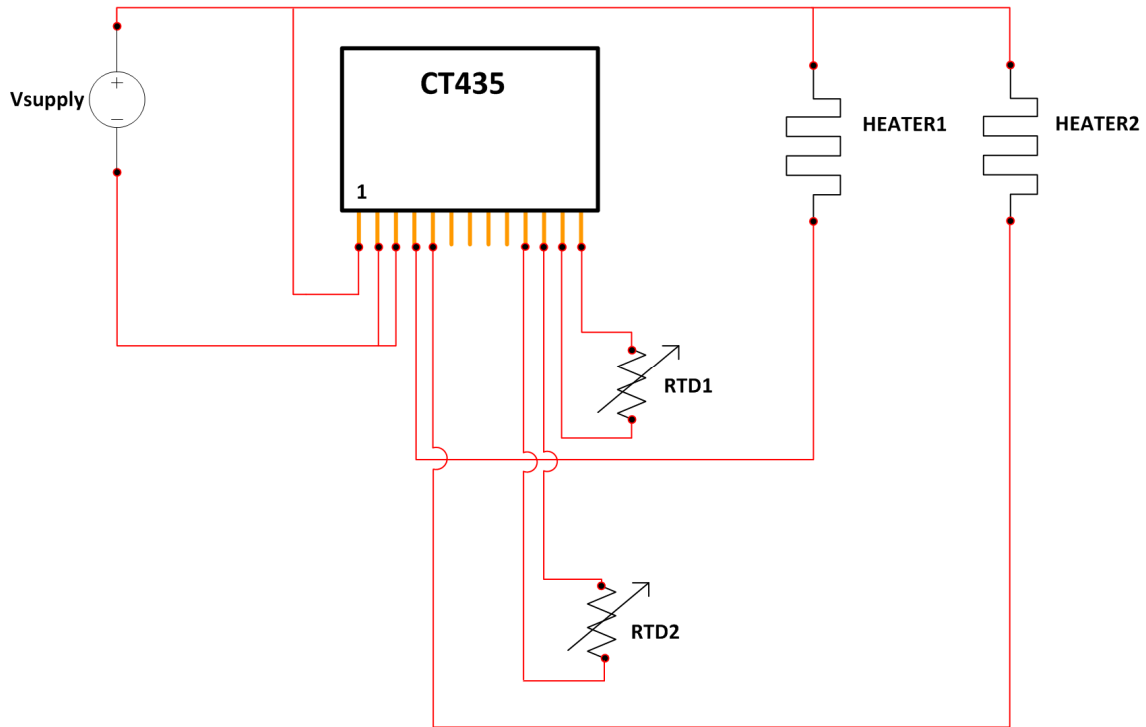 CT435
Vsupply
+
−
HEATER1
HEATER2
1
RTD1
RTD2